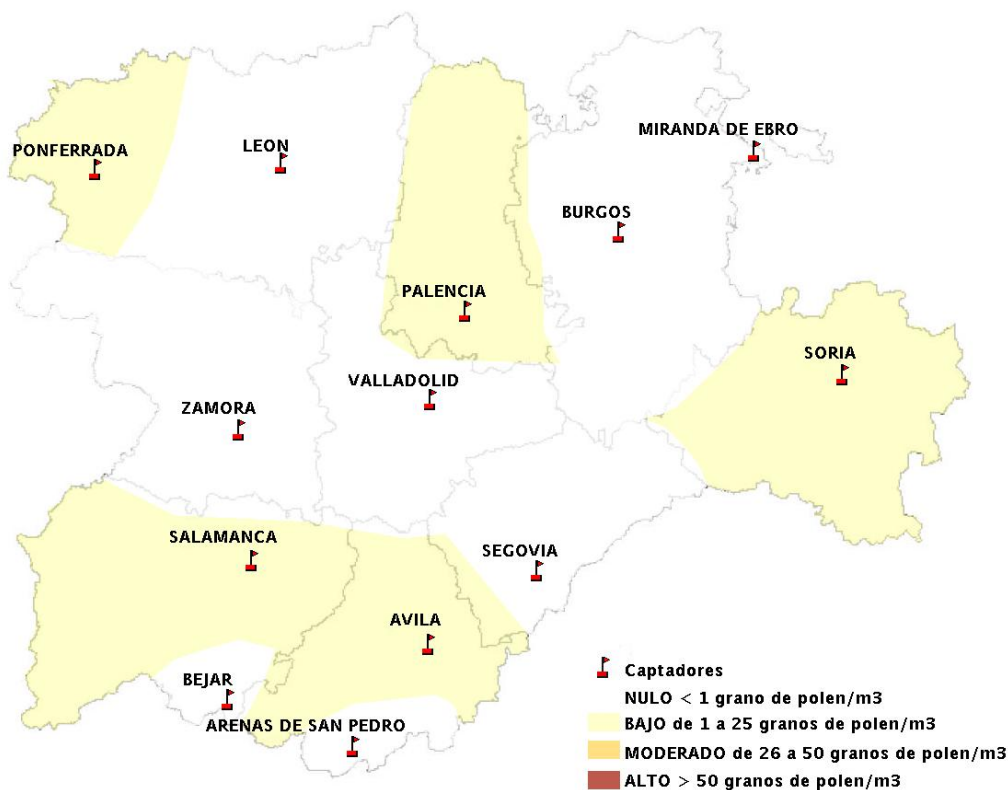 MIRANDA DE EBRO
PONFERRADA
LEON
BURGOS
PALENCIA
SORIA
VALLADOLID
ZAMORA
SALAMANCA
SEGOVIA
AVILA
BEJAR
ARENAS DE SAN PEDRO
Captadores
NULO < 1 grano de polen/m3
BAJO de 1 a 25 granos de polen/m3
MODERADO de 26 a 50 granos de polen/m3
ALTO > 50 granos de polen/m3